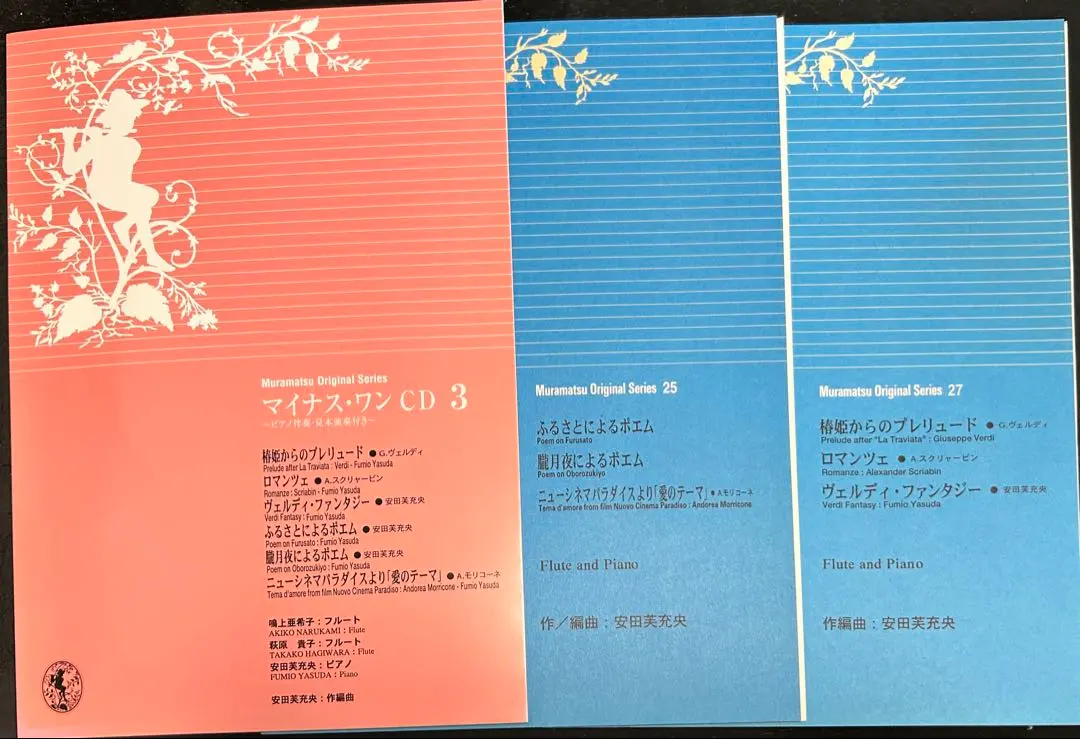 Muramatsu Original Series
マイナス・ワン CD 3
～ピアノ伴奏・見本演奏付き～
椿姫からのプレリュード ● G.ヴェルディ
Prelude after La Traviata : Verdi - Fumio Yasuda
ロマンツェ ● A.スクリャービン
Romanze : Scriabin - Fumio Yasuda
ヴェルディ・ファンタジー ● 安田芙充央
Verdi Fantasy : Fumio Yasuda
ふるさとによるポエム ● 安田芙充央
Poem on Furusato : Fumio Yasuda
朧月夜によるポエム ● 安田芙充央
Poem on Oborozukiyo : Fumio Yasuda
ニューシネマパラダイスより「愛のテーマ」 ● A.モリコーネ
Tema d'amore from film Nuovo Cinema Paradiso : Andorea Morricone - Fumio Yasuda
鳴上亜希子：フルート
AKIKO NARUKAMI : Flute
萩原 貴子：フルート
TAKAKO HAGIWARA : Flute
安田芙充央：ピアノ
FUMIO YASUDA : Piano
安田芙充央：作編曲
Muramatsu Original Series 25
ふるさとによるポエム
Poem on Furusato
朧月夜によるポエム
Poem on Oborozukiyo
ニューシネマパラダイスより「愛のテーマ」 ● A.モリコーネ
Tema d'amore from film Nuovo Cinema Paradiso : Andorea Morricone
Flute and Piano
作／編曲：安田芙充央
Muramatsu Original Series 27
椿姫からのプレリュード ● G.ヴェルディ
Prelude after "La Traviata" : Giuseppe Verdi
ロマンツェ ● A.スクリャービン
Romanze : Alexander Scriabin
ヴェルディ・ファンタジー ● 安田芙充央
Verdi Fantasy : Fumio Yasuda
Flute and Piano
作編曲：安田芙充央